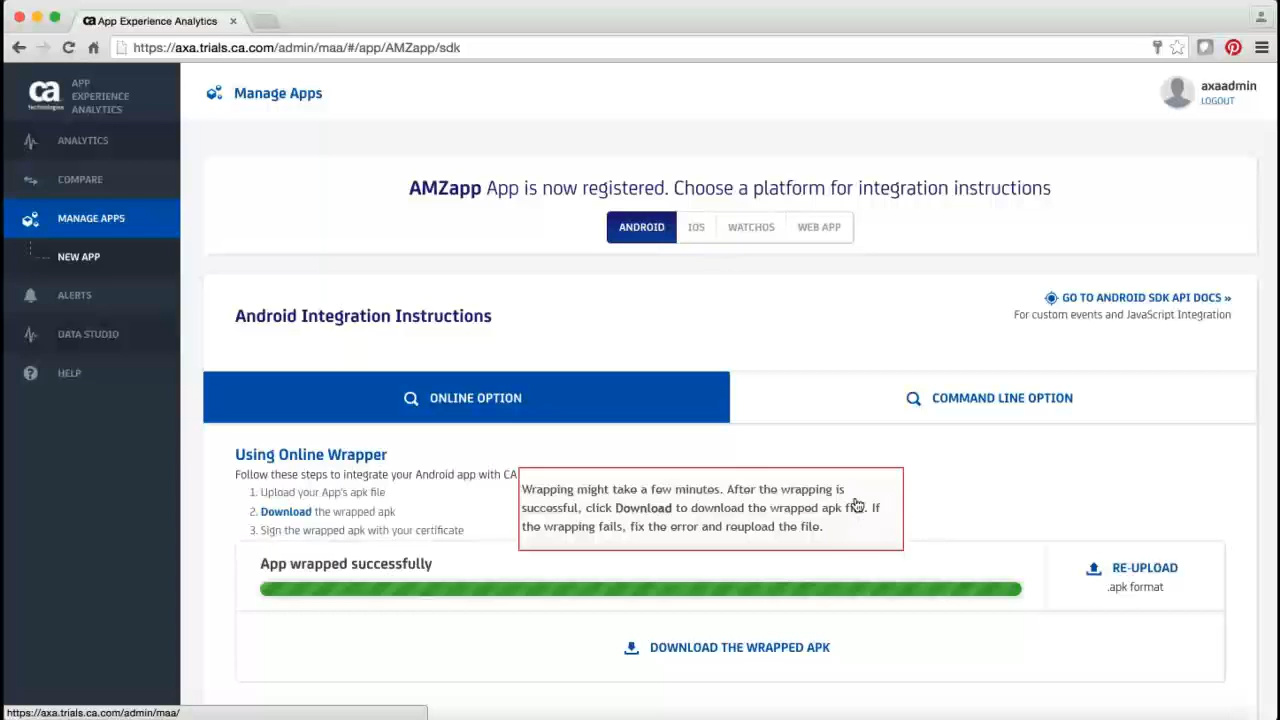 App Experience Analytics
https://axa.trials.ca.com/admin/maa/#/app/AMZapp/sdk
ca
technologies
APP
EXPERIENCE
ANALYTICS
Manage Apps
axaadmin
LOGOUT
ANALYTICS
COMPARE
MANAGE APPS
NEW APP
ALERTS
DATA STUDIO
HELP
AMZapp App is now registered. Choose a platform for integration instructions
ANDROID IOS WATCHOS WEB APP
GO TO ANDROID SDK API DOCS »
For custom events and JavaScript Integration
Android Integration Instructions
ONLINE OPTION
COMMAND LINE OPTION
Using Online Wrapper
Follow these steps to integrate your Android app with CA
1. Upload your App's apk file
2. Download the wrapped apk
3. Sign the wrapped apk with your certificate
Wrapping might take a few minutes. After the wrapping is
successful, click Download to download the wrapped apk file. If
the wrapping fails, fix the error and reupload the file.
App wrapped successfully
RE-UPLOAD
.apk format
DOWNLOAD THE WRAPPED APK
https://axa.trials.ca.com/admin/maa/